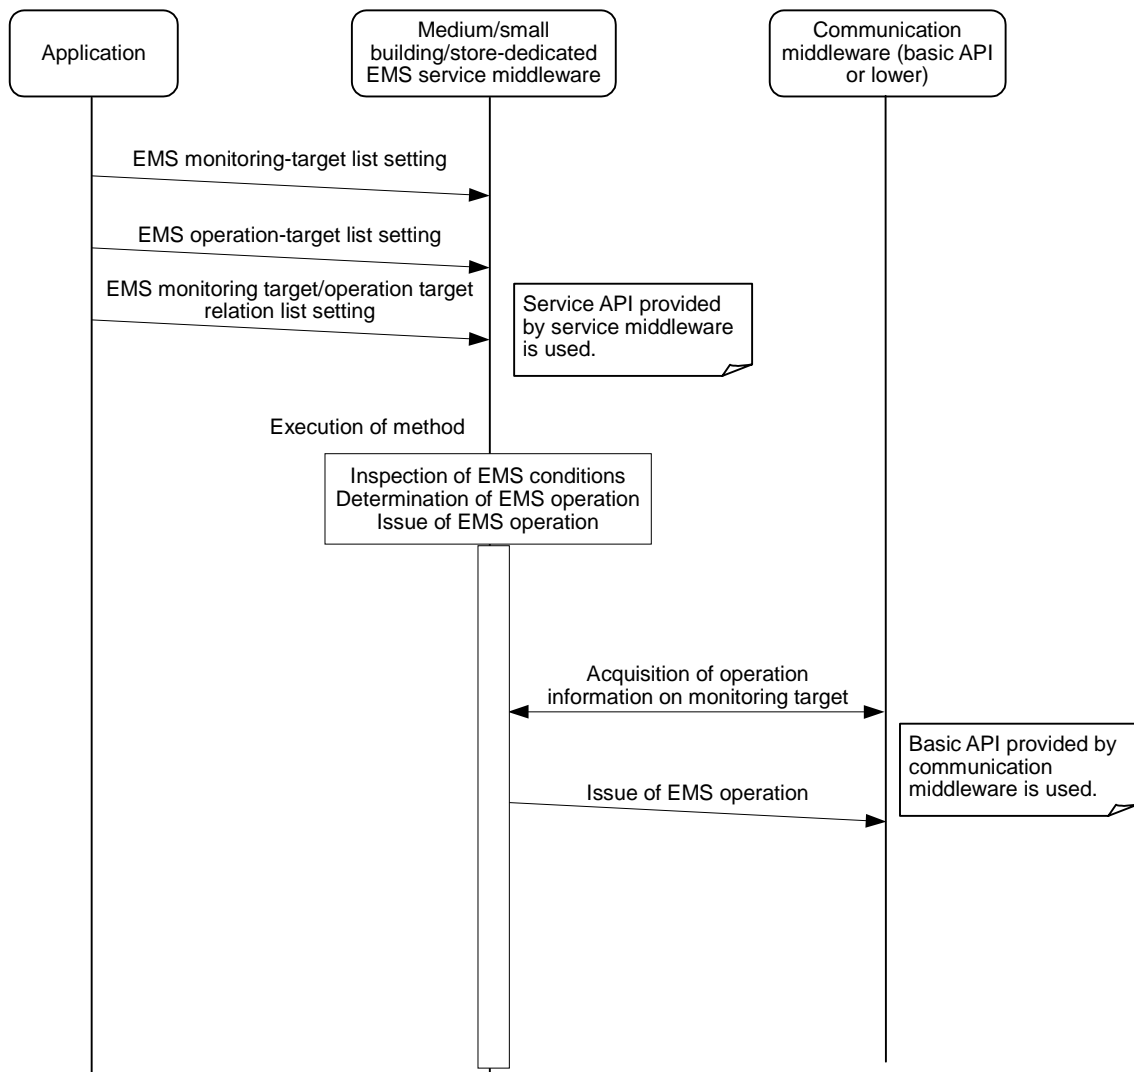 Application
Medium/small
building/store-dedicated
EMS service middleware
Communication
middleware (basic API
or lower)
EMS monitoring-target list setting
EMS operation-target list setting
EMS monitoring target/operation target
relation list setting
Service API provided
by service middleware
is used.
Execution of method
Inspection of EMS conditions
Determination of EMS operation
Issue of EMS operation
Acquisition of operation
information on monitoring target
Basic API provided by
communication
middleware is used.
Issue of EMS operation